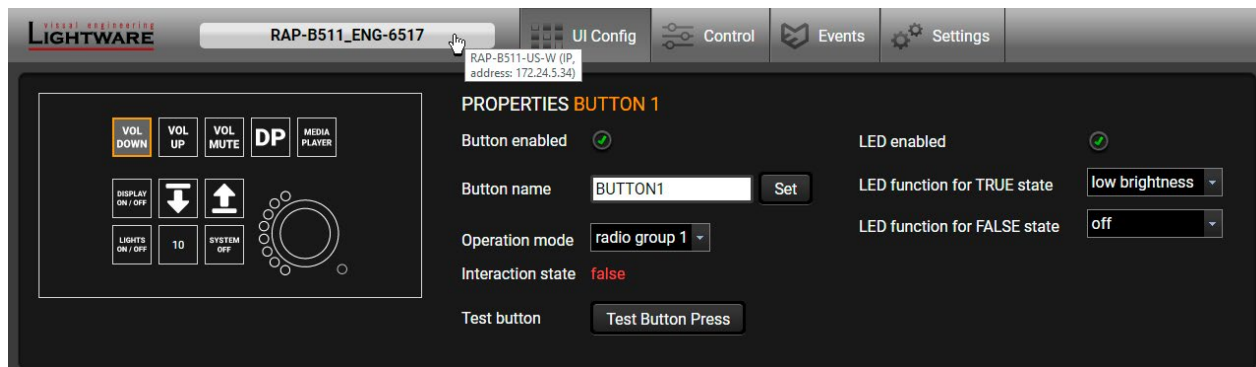 visual engineering
LIGHTWARE
RAP-B511_ENG-6517
UI Config
Control
Events
Settings
RAP-B511-US-W (IP,
address: 172.24.5.34)
VOL
DOWN
VOL
UP
VOL
MUTE
DP
MEDIA
PLAYER
DISPLAY
ON / OFF
LIGHTS
ON / OFF
10
SYSTEM
OFF
PROPERTIES BUTTON 1
Button enabled
Button name
BUTTON1
Set
Operation mode
radio group 1
Interaction state
false
Test button
Test Button Press
LED enabled
LED function for TRUE state
low brightness
LED function for FALSE state
off